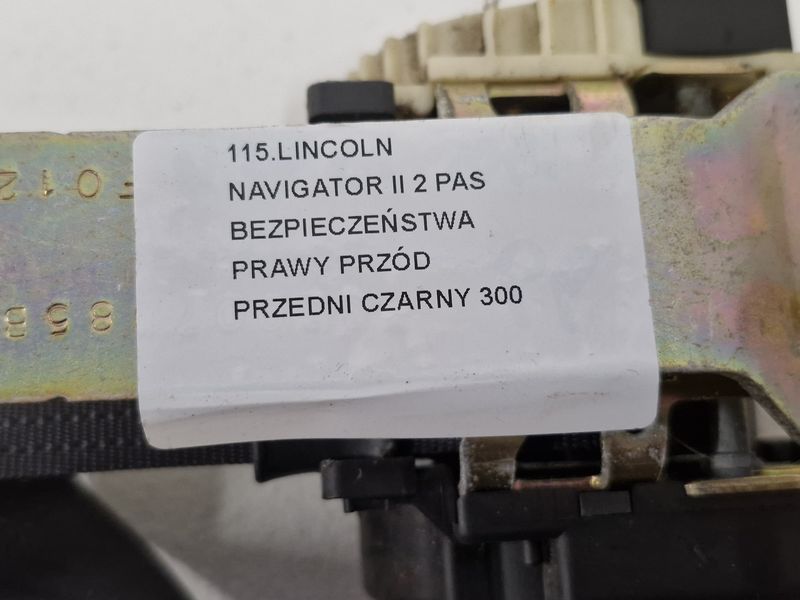 115.LINCOLN
NAVIGATOR II 2 PAS
BEZPIECZEŃSTWA
PRAWY PRZÓD
PRZEDNI CZARNY 300